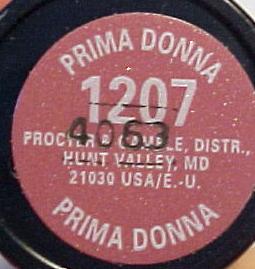 PRIMA DONNA
1207
4063
PROCTER & GAMBLE, DISTR.,
HUNT VALLEY, MD
21030 USA/E.-U.
PRIMA DONNA